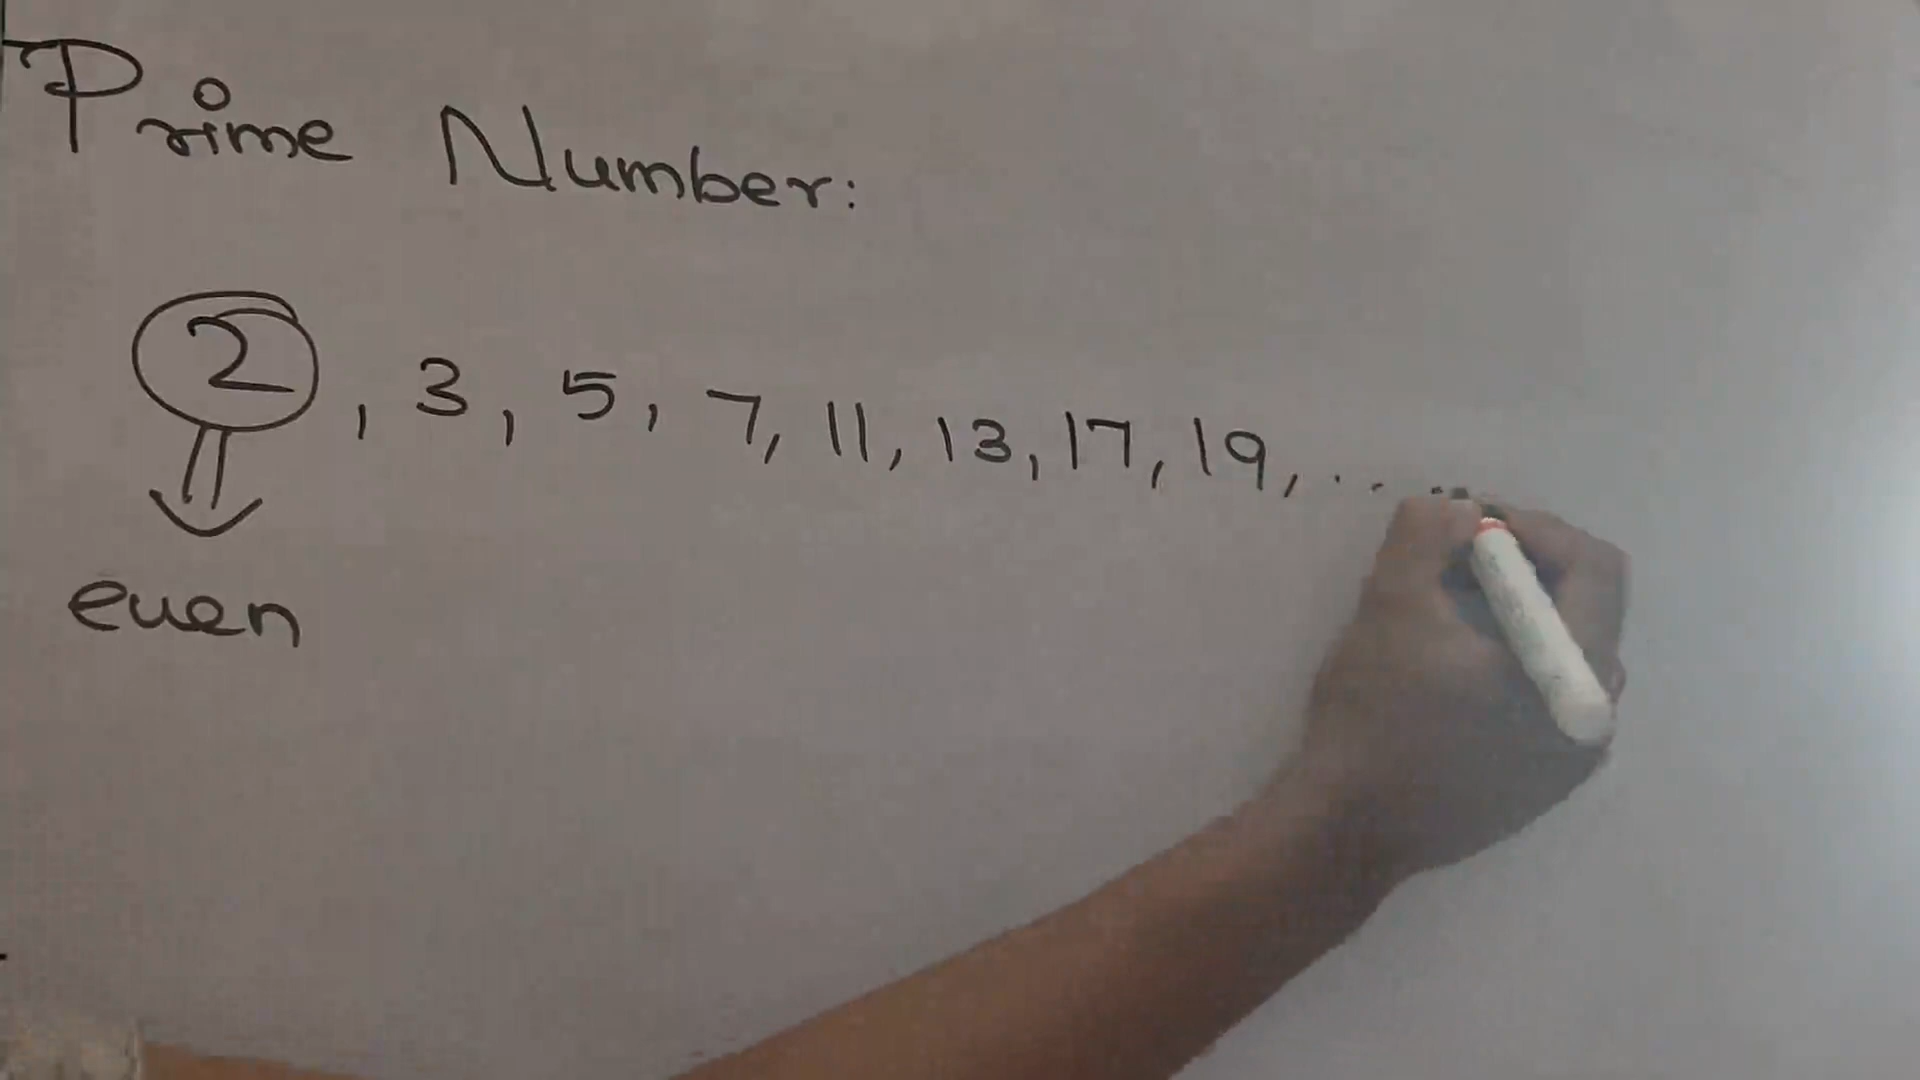 Prime Number:
2, 3, 5, 7, 11, 13, 17, 19, ....
even